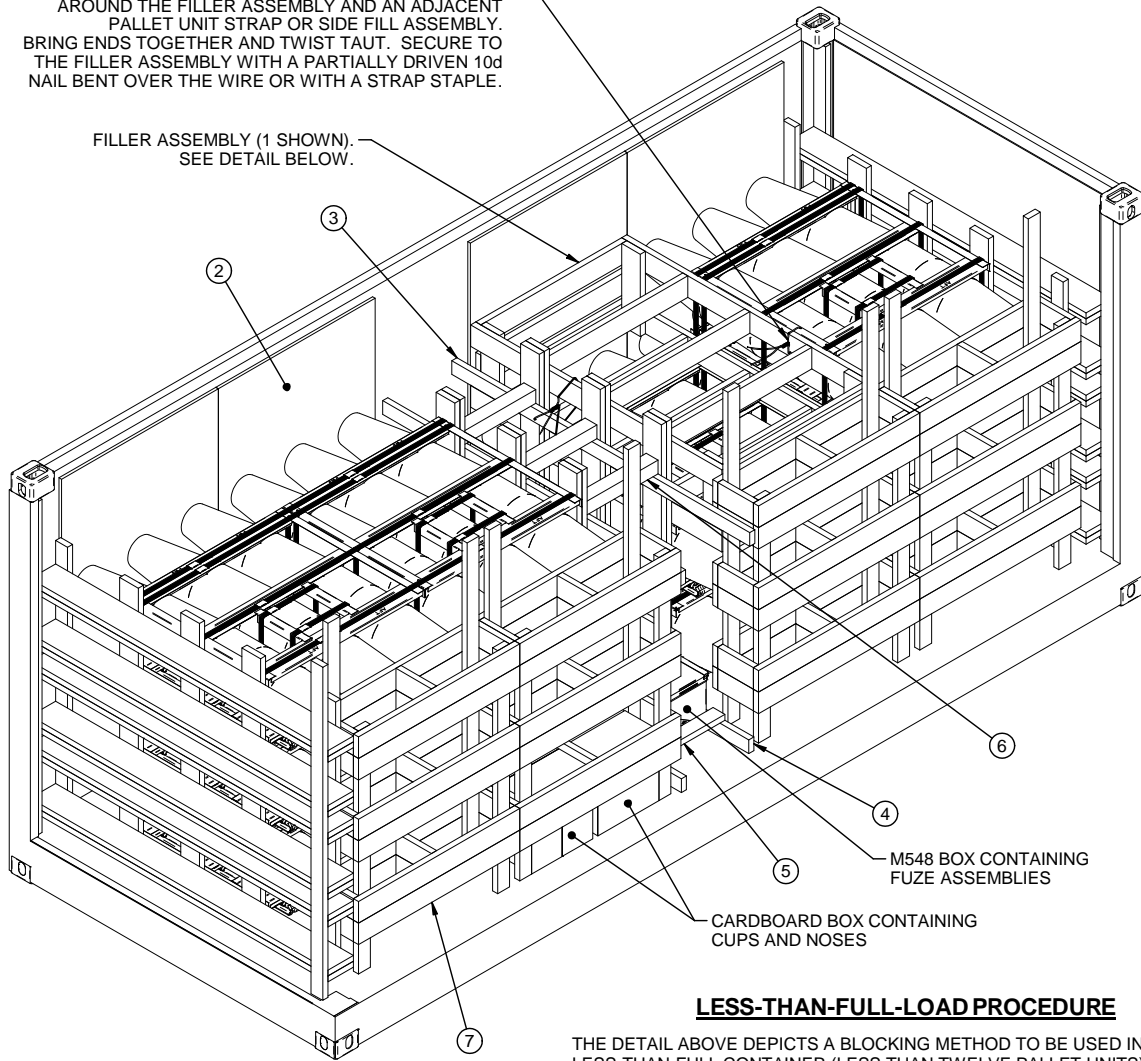 AROUND THE FILLER ASSEMBLY AND AN ADJACENT
PALLET UNIT STRAP OR SIDE FILL ASSEMBLY.
BRING ENDS TOGETHER AND TWIST TAUT. SECURE TO
THE FILLER ASSEMBLY WITH A PARTIALLY DRIVEN 10d
NAIL BENT OVER THE WIRE OR WITH A STRAP STAPLE.
FILLER ASSEMBLY (1 SHOWN).
SEE DETAIL BELOW.
3
2
6
4
5
M548 BOX CONTAINING
FUZE ASSEMBLIES
CARDBOARD BOX CONTAINING
CUPS AND NOSES
7
LESS-THAN-FULL-LOAD PROCEDURE
THE DETAIL ABOVE DEPICTS A BLOCKING METHOD TO BE USED IN